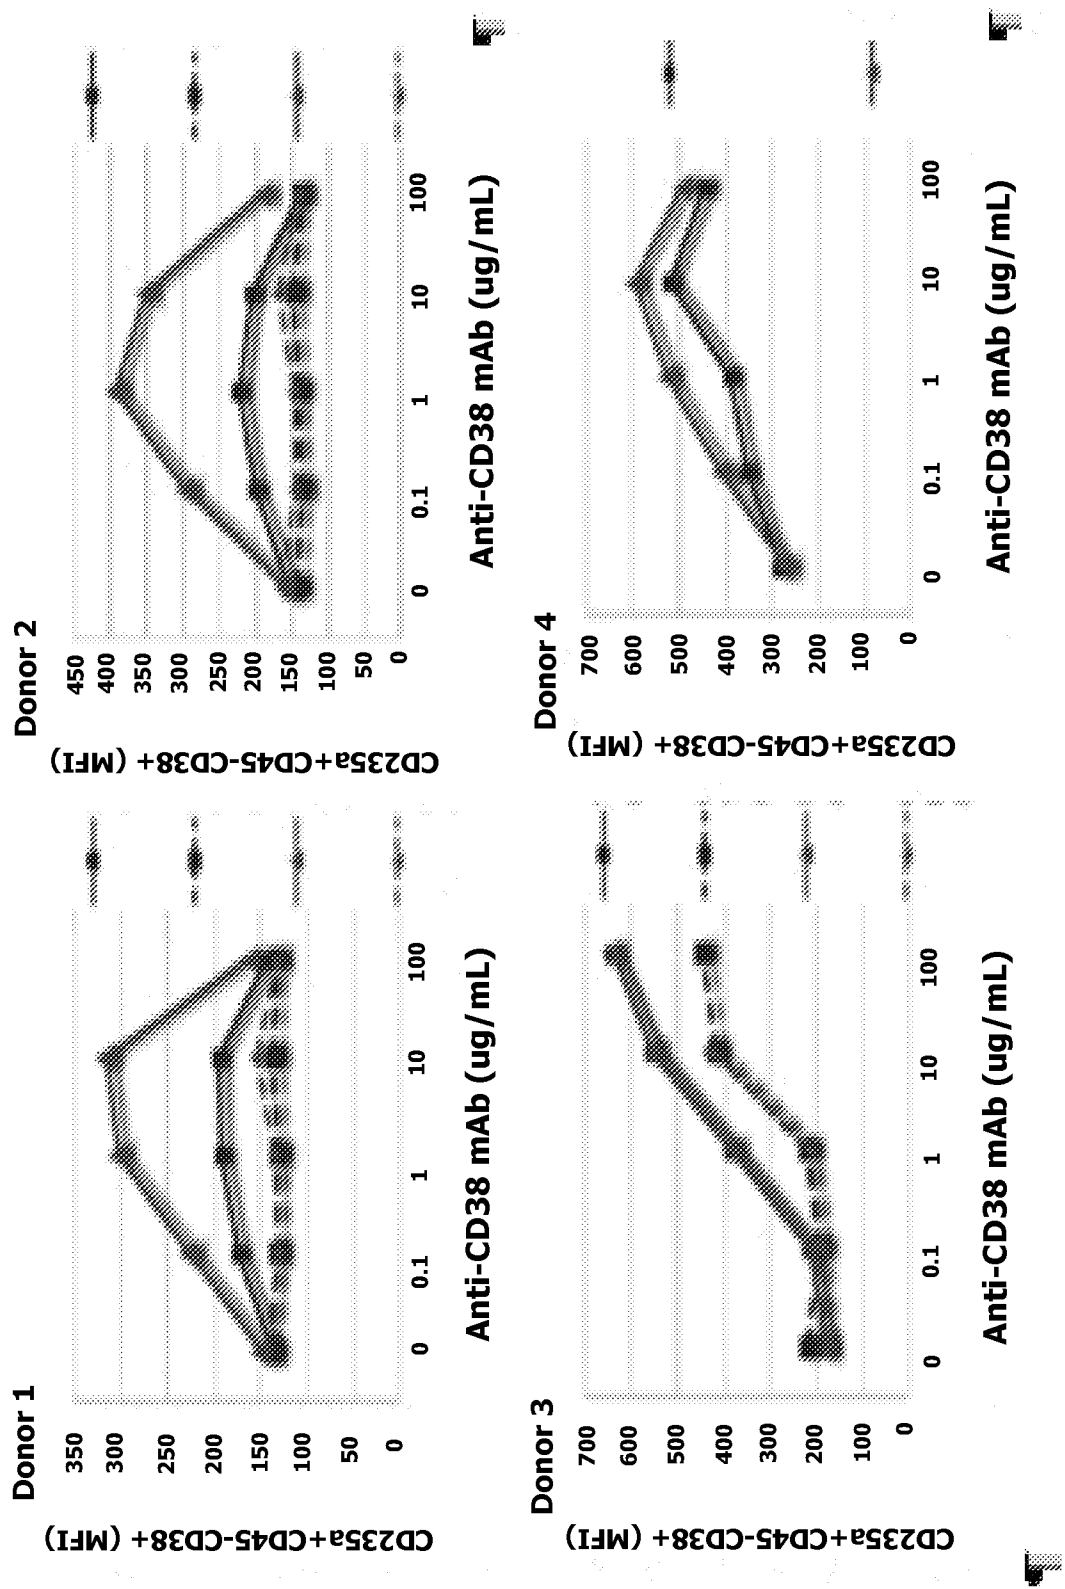 Donor 1
CD235a+CD45-CD38+
(MFI)
350
300
250
200
150
100
50
0
0 0.1 1 10 100
Anti-CD38 mAb (ug/mL)
Donor 2
CD235a+CD45-CD38+
(MFI)
450
400
350
300
250
200
150
100
50
0
0 0.1 1 10 100
Anti-CD38 mAb (ug/mL)
Donor 3
CD235a+CD45-CD38+
(MFI)
700
600
500
400
300
200
100
0
0 0.1 1 10 100
Anti-CD38 mAb (ug/mL)
Donor 4
CD235a+CD45-CD38+
(MFI)
700
600
500
400
300
200
100
0
0 0.1 1 10 100
Anti-CD38 mAb (ug/mL)